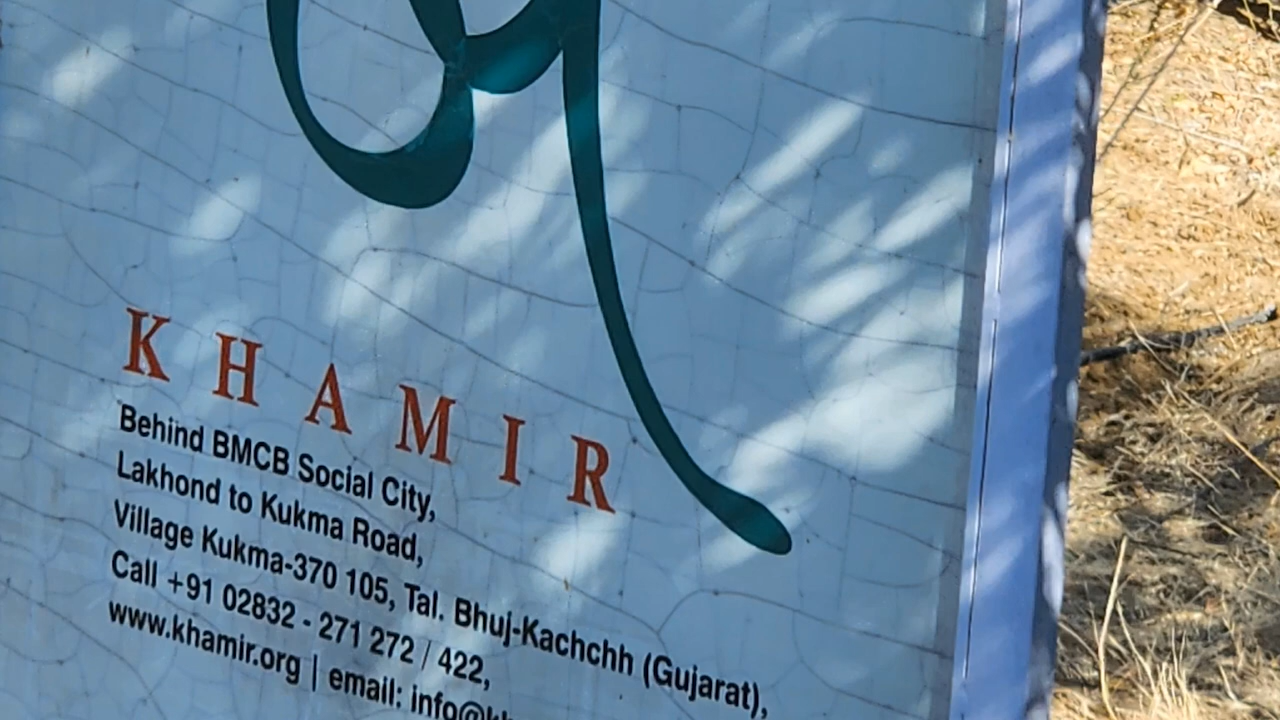 KHAMIR
Behind BMCB Social City,
Lakhond to Kukma Road,
Village Kukma-370 105, Tal. Bhuj-Kachchh (Gujarat),
Call +91 02832 - 271 272 / 422,
www.khamir.org | email: